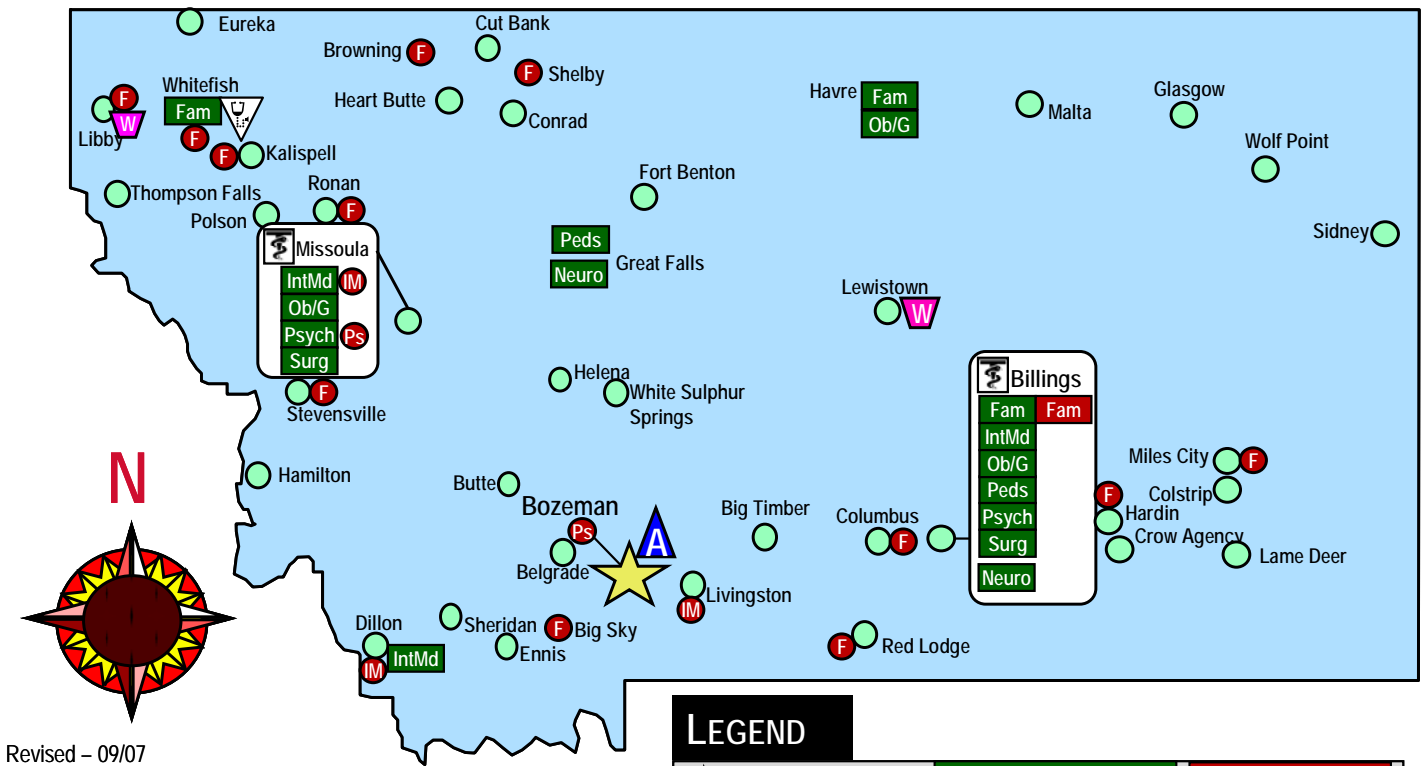 Eureka
Cut Bank
Browning F
F Shelby
Whitefish
Fam
F
F Kalispell
F
W
Libby
Heart Butte
Conrad
Havre
Fam
Ob/G
Malta
Glasgow
Wolf Point
Sidney
Thompson Falls
Polson
Ronan
F
Fort Benton
Missoula
IntMd IM
Ob/G
Psych Ps
Surg
Peds
Neuro
Great Falls
Lewistown
W
F
Stevensville
Helena
White Sulphur
Springs
Billings
Fam Fam
IntMd
Ob/G
Peds
Psych
Surg
Neuro
Miles City F
Colstrip
F
Hardin
Crow Agency
Lame Deer
N
Hamilton
Butte
Bozeman
Ps
A
Belgrade
Big Timber
Columbus
F
Livingston
IM
Dillon
IM IntMd
Sheridan
Ennis
F Big Sky
F Red Lodge
LEGEND
Revised – 09/07